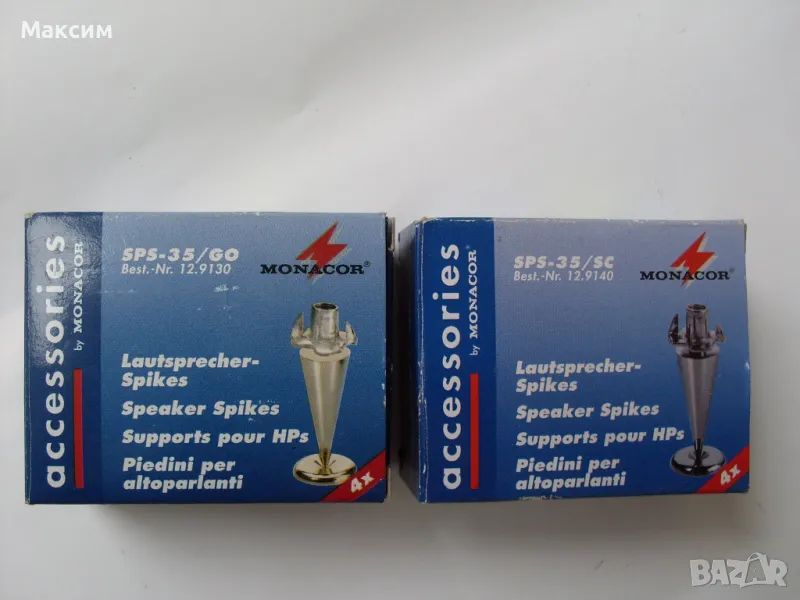 Максим
accessories
by MONACOR
SPS-35/GO
Best.-Nr. 12.9130
MONACOR®
Lautsprecher-
Spikes
Speaker Spikes
Supports pour HPs
Piedini per
altoparlanti
4x
accessories
by MONACOR
SPS-35/SC
Best.-Nr. 12.9140
MONACOR®
Lautsprecher-
Spikes
Speaker Spikes
Supports pour HPs
Piedini per
altoparlanti
4x
BAZAR